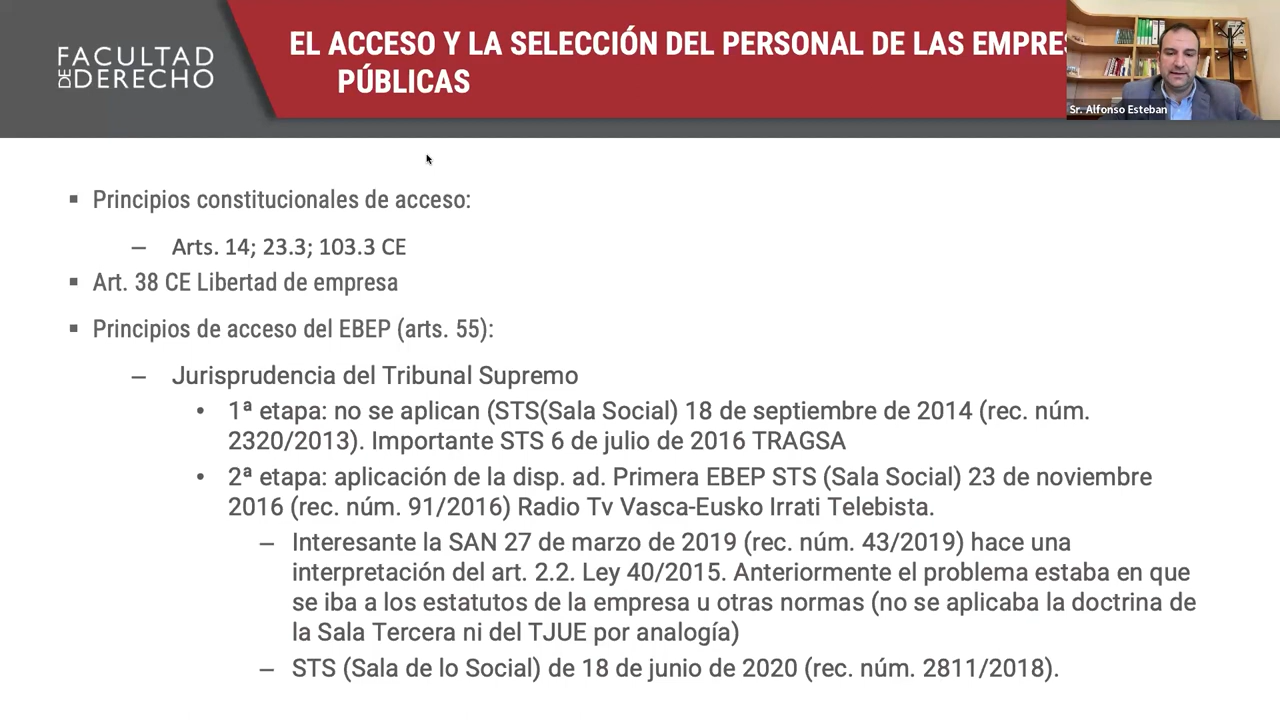 FACULTAD
DE DERECHO
EL ACCESO Y LA SELECCIÓN DEL PERSONAL DE LAS
PÚBLICAS
Sr. Alfonso Esteban
▪ Principios constitucionales de acceso:
– Arts. 14; 23.3; 103.3 CE
▪ Art. 38 CE Libertad de empresa
▪ Principios de acceso del EBEP (arts. 55):
– Jurisprudencia del Tribunal Supremo
• 1ª etapa: no se aplican (STS(Sala Social) 18 de septiembre de 2014 (rec. núm.
2320/2013). Importante STS 6 de julio de 2016 TRAGSA
• 2ª etapa: aplicación de la disp. ad. Primera EBEP STS (Sala Social) 23 de noviembre
2016 (rec. núm. 91/2016) Radio Tv Vasca-Eusko Irrati Telebista.
– Interesante la SAN 27 de marzo de 2019 (rec. núm. 43/2019) hace una
interpretación del art. 2.2. Ley 40/2015. Anteriormente el problema estaba en que
se iba a los estatutos de la empresa u otras normas (no se aplicaba la doctrina de
la Sala Tercera ni del TJUE por analogía)
– STS (Sala de lo Social) de 18 de junio de 2020 (rec. núm. 2811/2018).